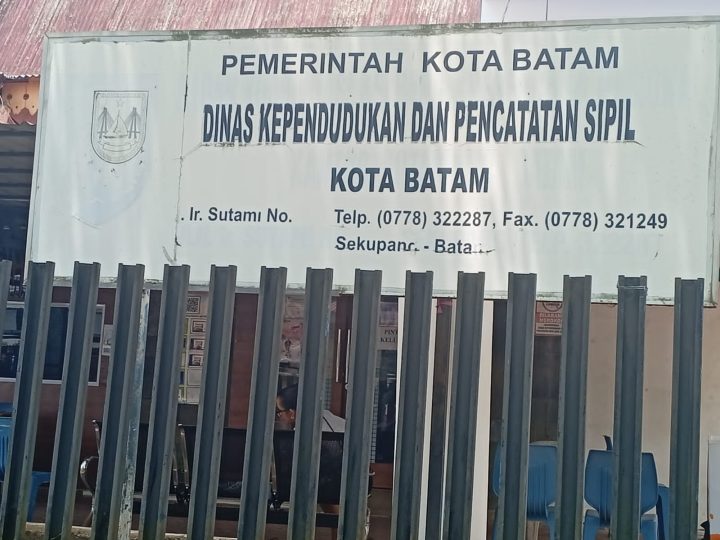 PEMERINTAH KOTA BATAM
DINAS KEPENDUDUKAN DAN PENCATATAN SIPIL
KOTA BATAM
. Ir. Sutami No. Telp. (0778) 322287, Fax. (0778) 321249
Sekupang - Bata